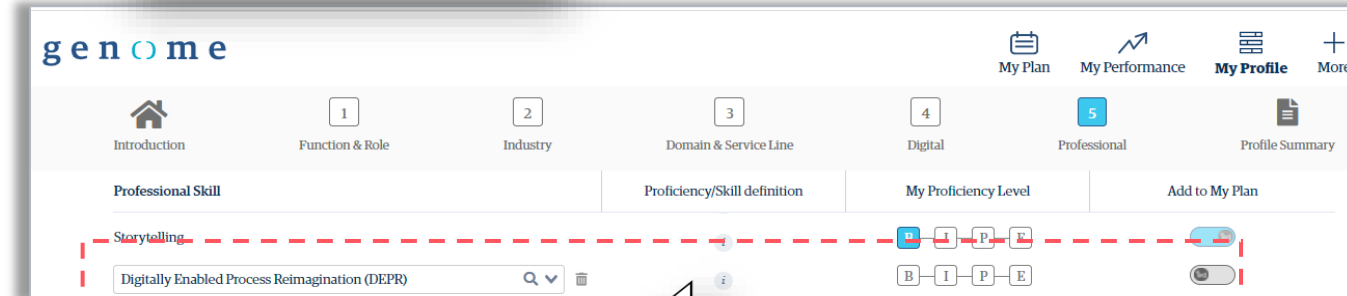 genome
My Plan My Performance My Profile More
1 2 3 4 5
Introduction Function & Role Industry Domain & Service Line Digital Professional Profile Summary
Professional Skill Proficiency/Skill definition My Proficiency Level Add to My Plan
Storytelling i B I P E
Digitally Enabled Process Reimagination (DEPR) i B I P E